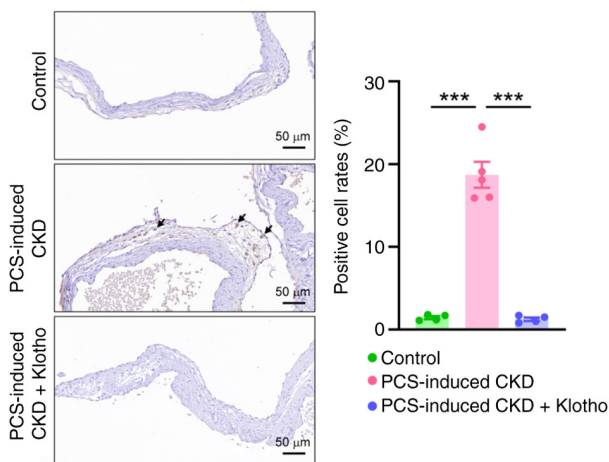 Control
50 μm
PCS-induced
CKD
50 μm
PCS-induced
CKD + Klotho
50 μm
Positive cell rates (%)
30
20
10
0
*** ***
Control
PCS-induced CKD
PCS-induced CKD + Klotho